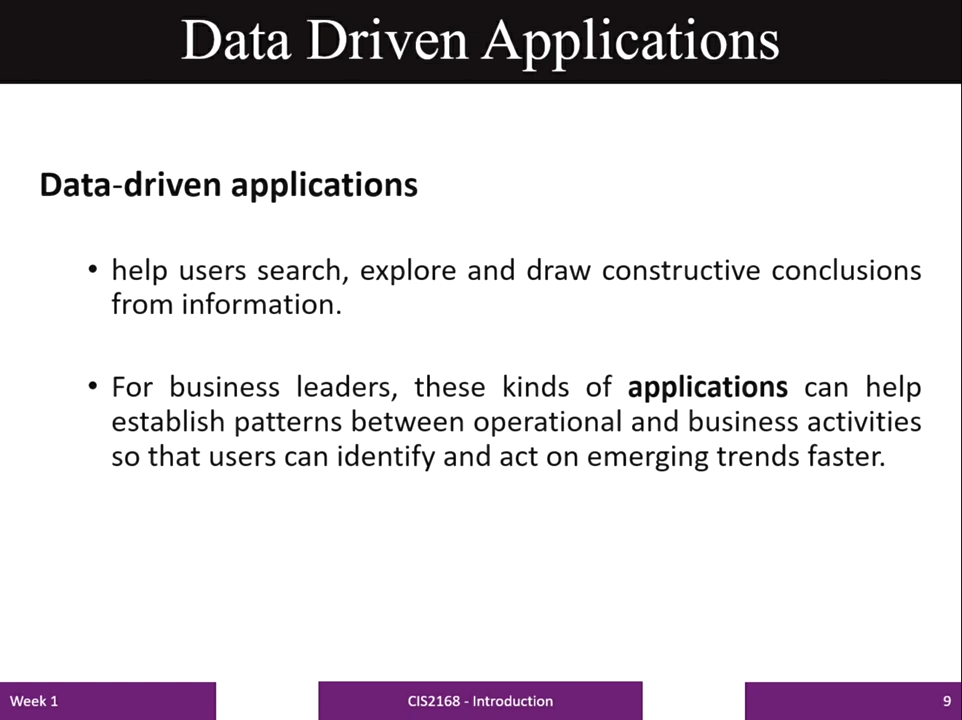 Data Driven Applications
Data-driven applications
• help users search, explore and draw constructive conclusions
from information.
• For business leaders, these kinds of applications can help
establish patterns between operational and business activities
so that users can identify and act on emerging trends faster.
Week 1
CIS2168 - Introduction
9